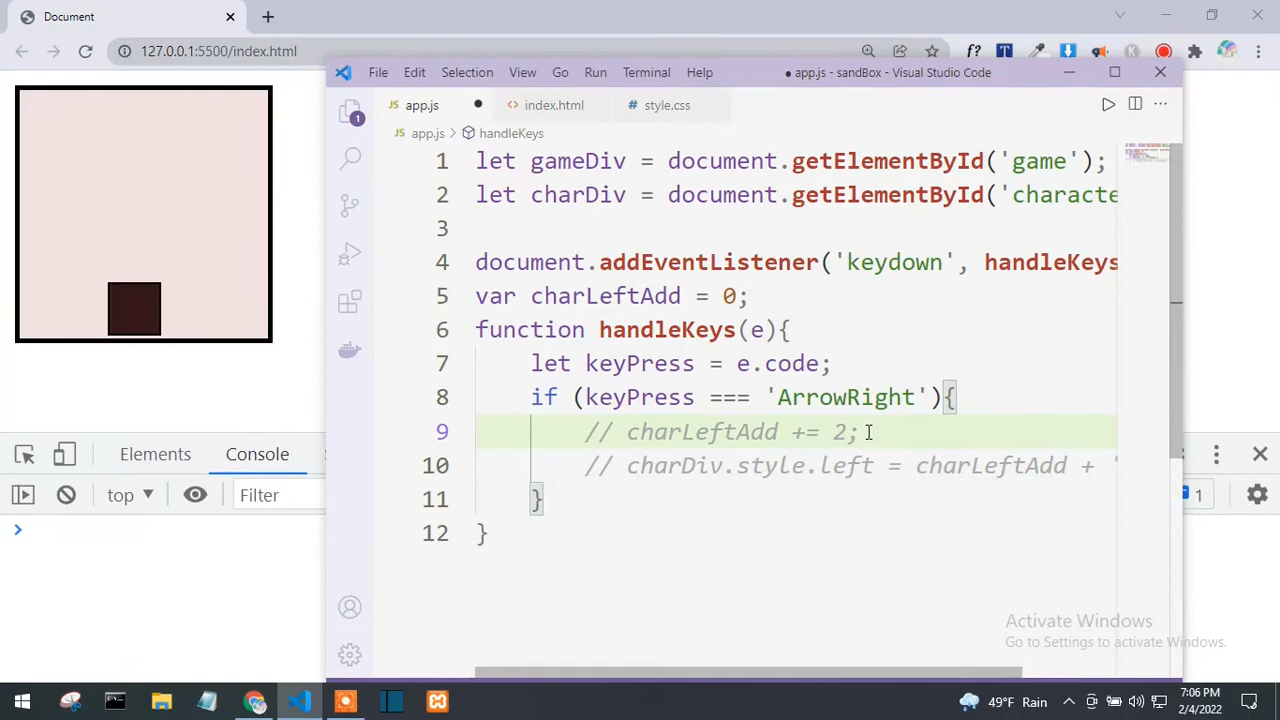 Document
127.0.0.1:5500/index.html
f?
T
K
File Edit Selection View Go Run Terminal Help
● app.js - sandBox - Visual Studio Code
JS app.js ●
<> index.html
# style.css
1
JS app.js > handleKeys
1 let gameDiv = document.getElementById('game');
2 let charDiv = document.getElementById('characte
3
4 document.addEventListener('keydown', handleKeys
5 var charLeftAdd = 0;
6 function handleKeys(e){
7 let keyPress = e.code;
8 if (keyPress === 'ArrowRight'){
9 // charLeftAdd += 2;
10 // charDiv.style.left = charLeftAdd + '
11 }
12 }
Elements Console
top ▼
Filter
1
Activate Windows
Go to Settings to activate Windows.
49°F Rain
7:06 PM
2/4/2022